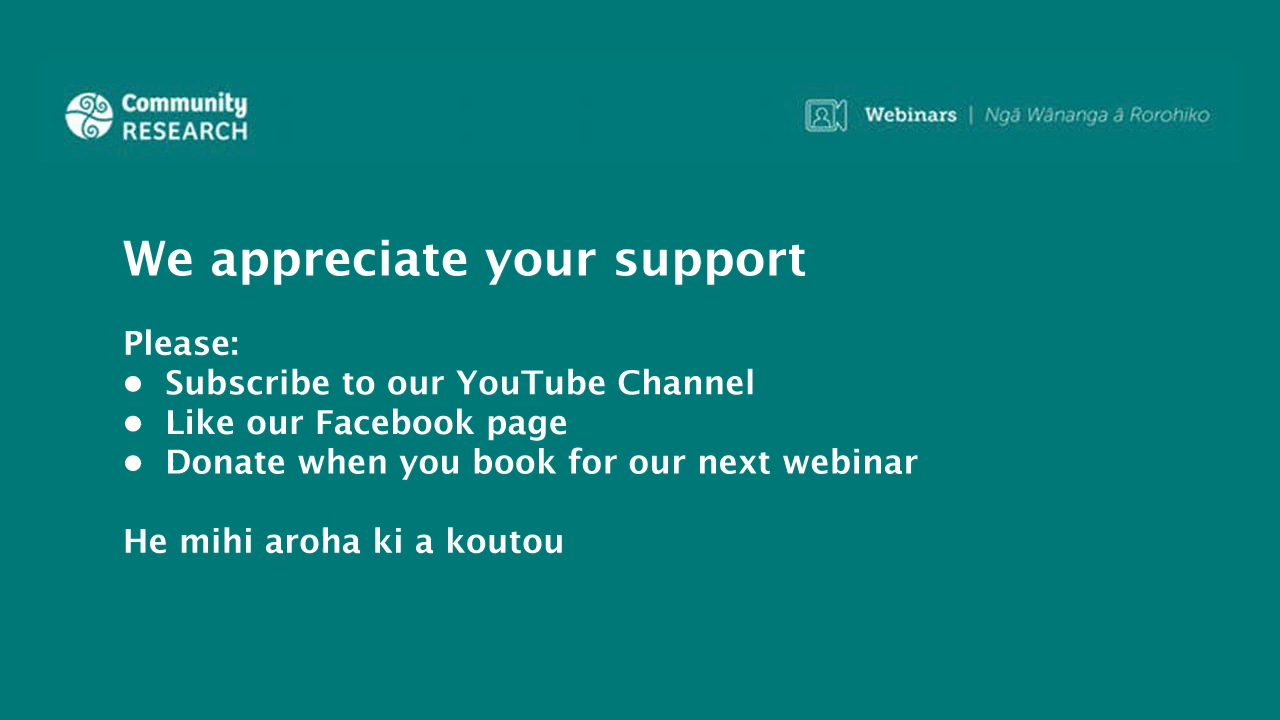 Community
RESEARCH
Webinars | Ngā Wānanga ā Rorohiko
We appreciate your support
Please:
● Subscribe to our YouTube Channel
● Like our Facebook page
● Donate when you book for our next webinar
He mihi aroha ki a koutou